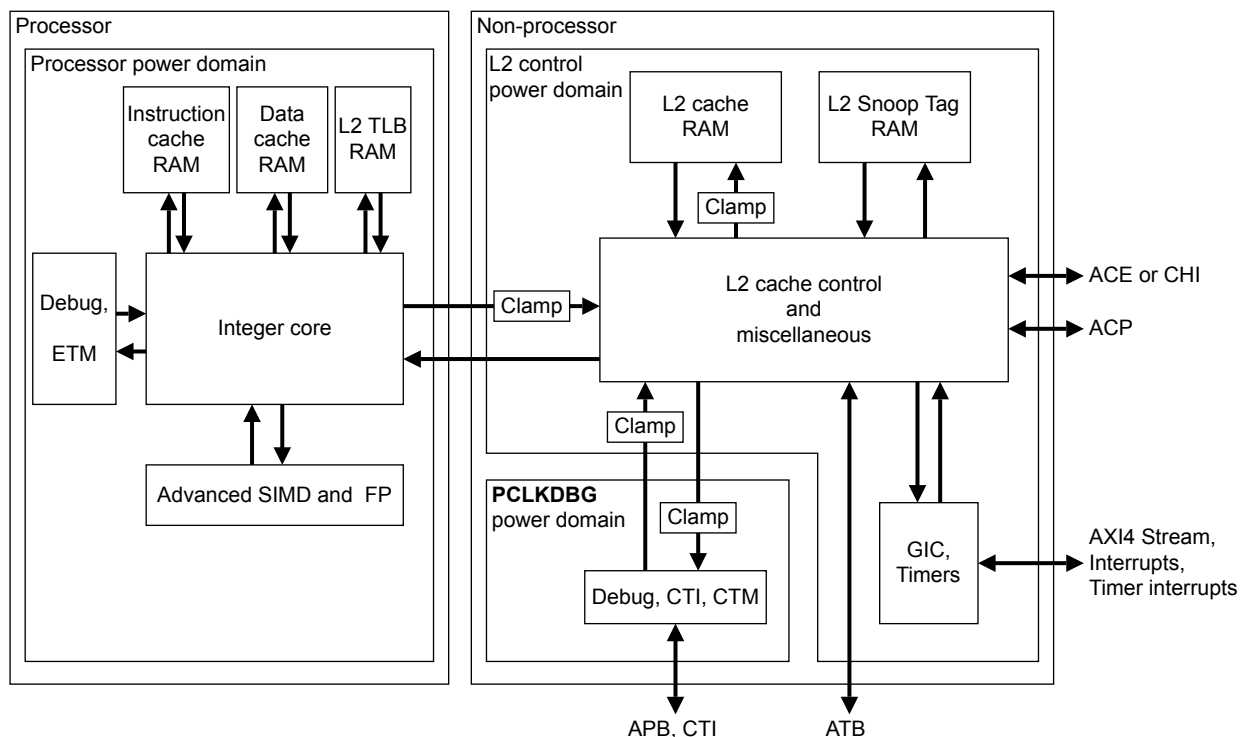 Processor
Processor power domain
Instruction
cache
RAM
Data
cache
RAM
L2 TLB
RAM
Debug,
ETM
Integer core
Advanced SIMD and FP
Clamp
Non-processor
L2 control
power domain
L2 cache
RAM
L2 Snoop Tag
RAM
Clamp
L2 cache control
and
miscellaneous
ACE or CHI
ACP
Clamp
PCLKDBG
power domain
Clamp
Debug, CTI, CTM
GIC,
Timers
AXI4 Stream,
Interrupts,
Timer interrupts
APB, CTI
ATB